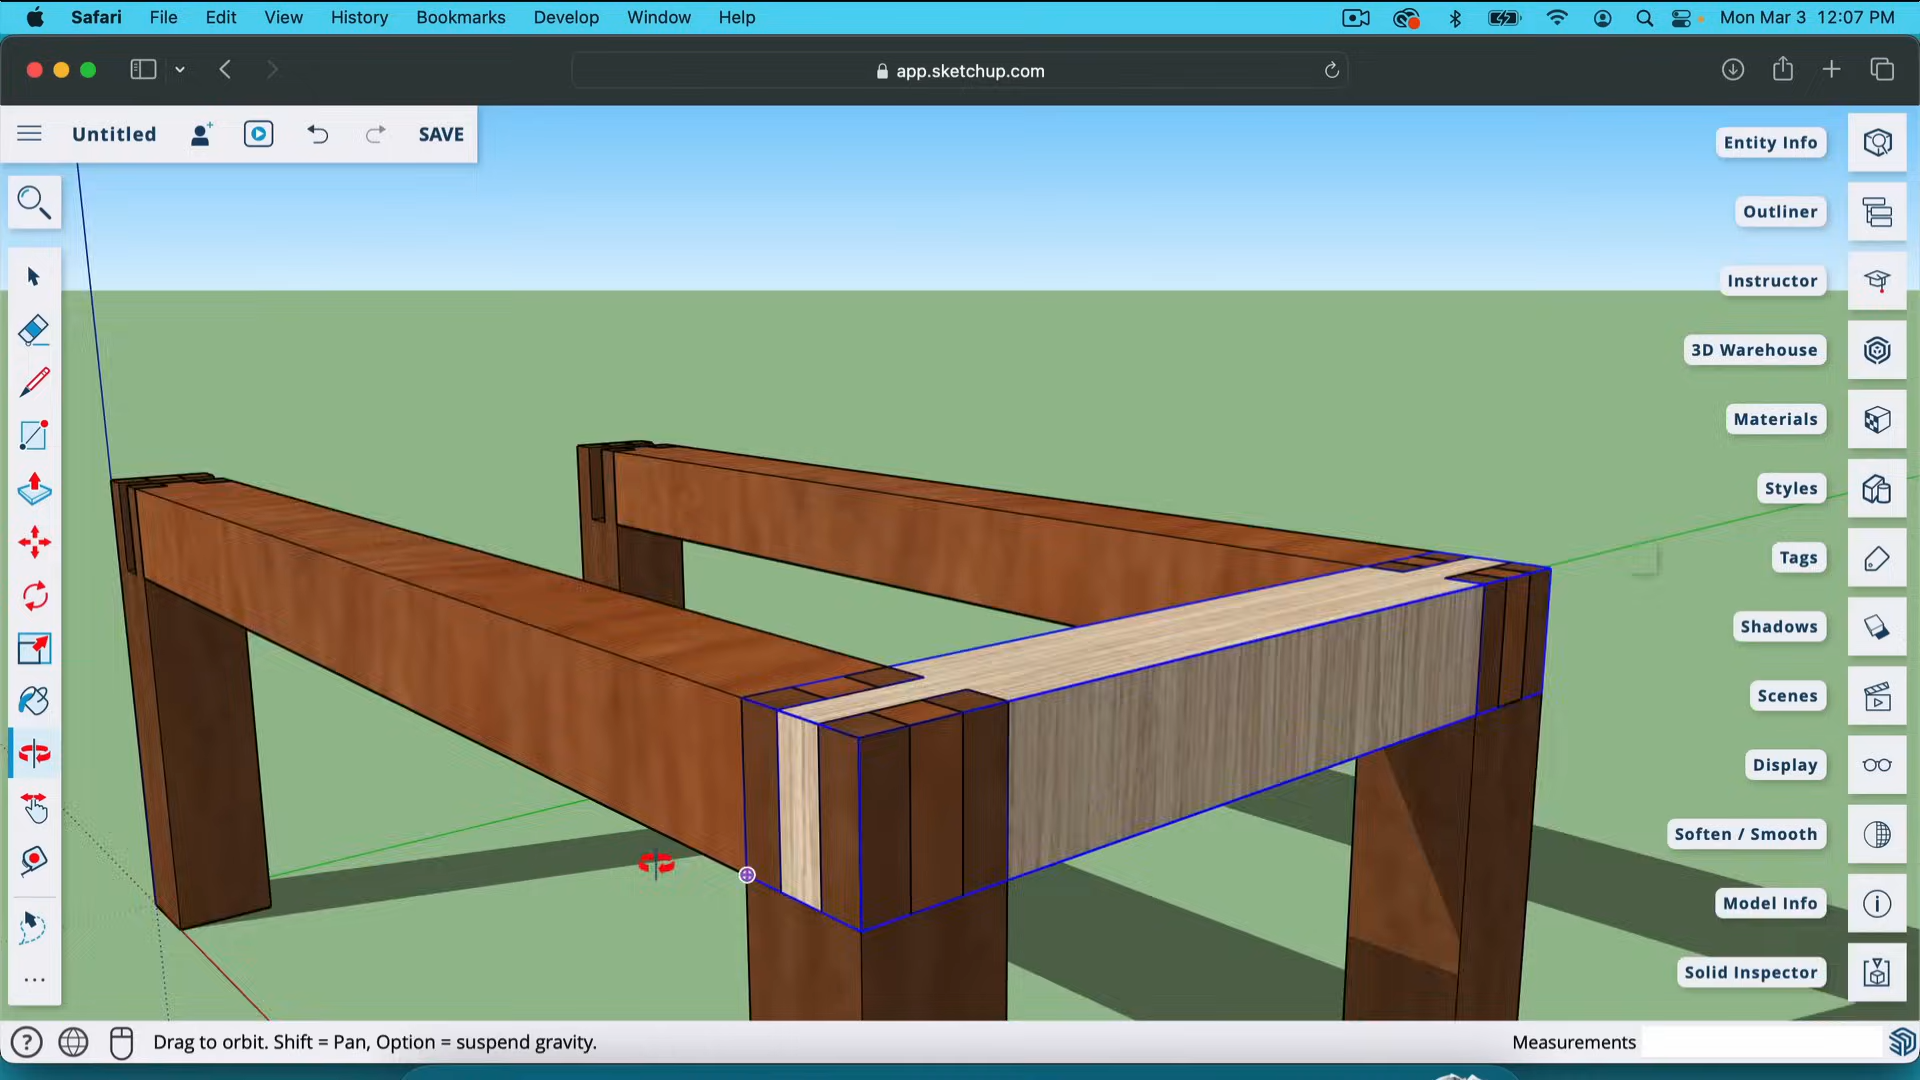 Safari File Edit View History Bookmarks Develop Window Help Mon Mar 3 12:07 PM
app.sketchup.com
Untitled SAVE
Entity Info
Outliner
Instructor
3D Warehouse
Materials
Styles
Tags
Shadows
Scenes
Display
Soften / Smooth
Model Info
Solid Inspector
Drag to orbit. Shift = Pan, Option = suspend gravity. Measurements